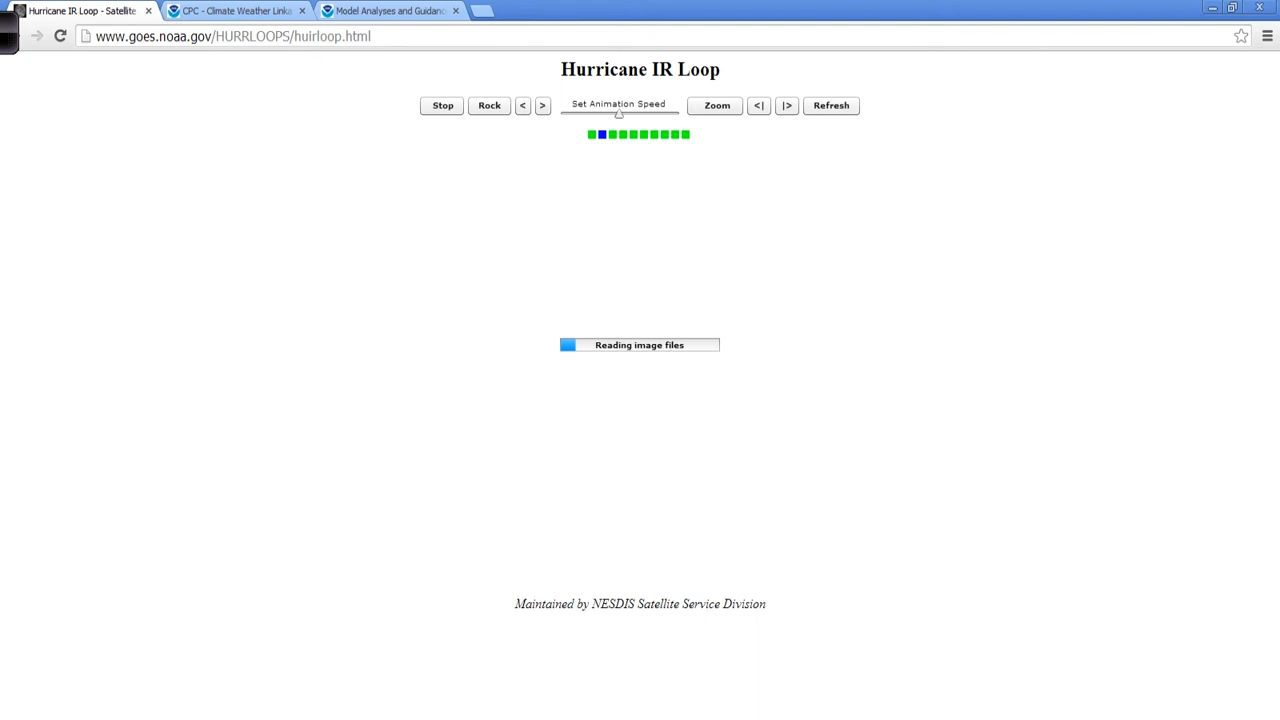 Hurricane IR Loop - Satellite
CPC - Climate Weather Linka
Model Analyses and Guidanc
www.goes.noaa.gov/HURRLOOPS/huirloop.html
Hurricane IR Loop
Stop Rock < > Set Animation Speed Zoom <| |> Refresh
Reading image files
Maintained by NESDIS Satellite Service Division